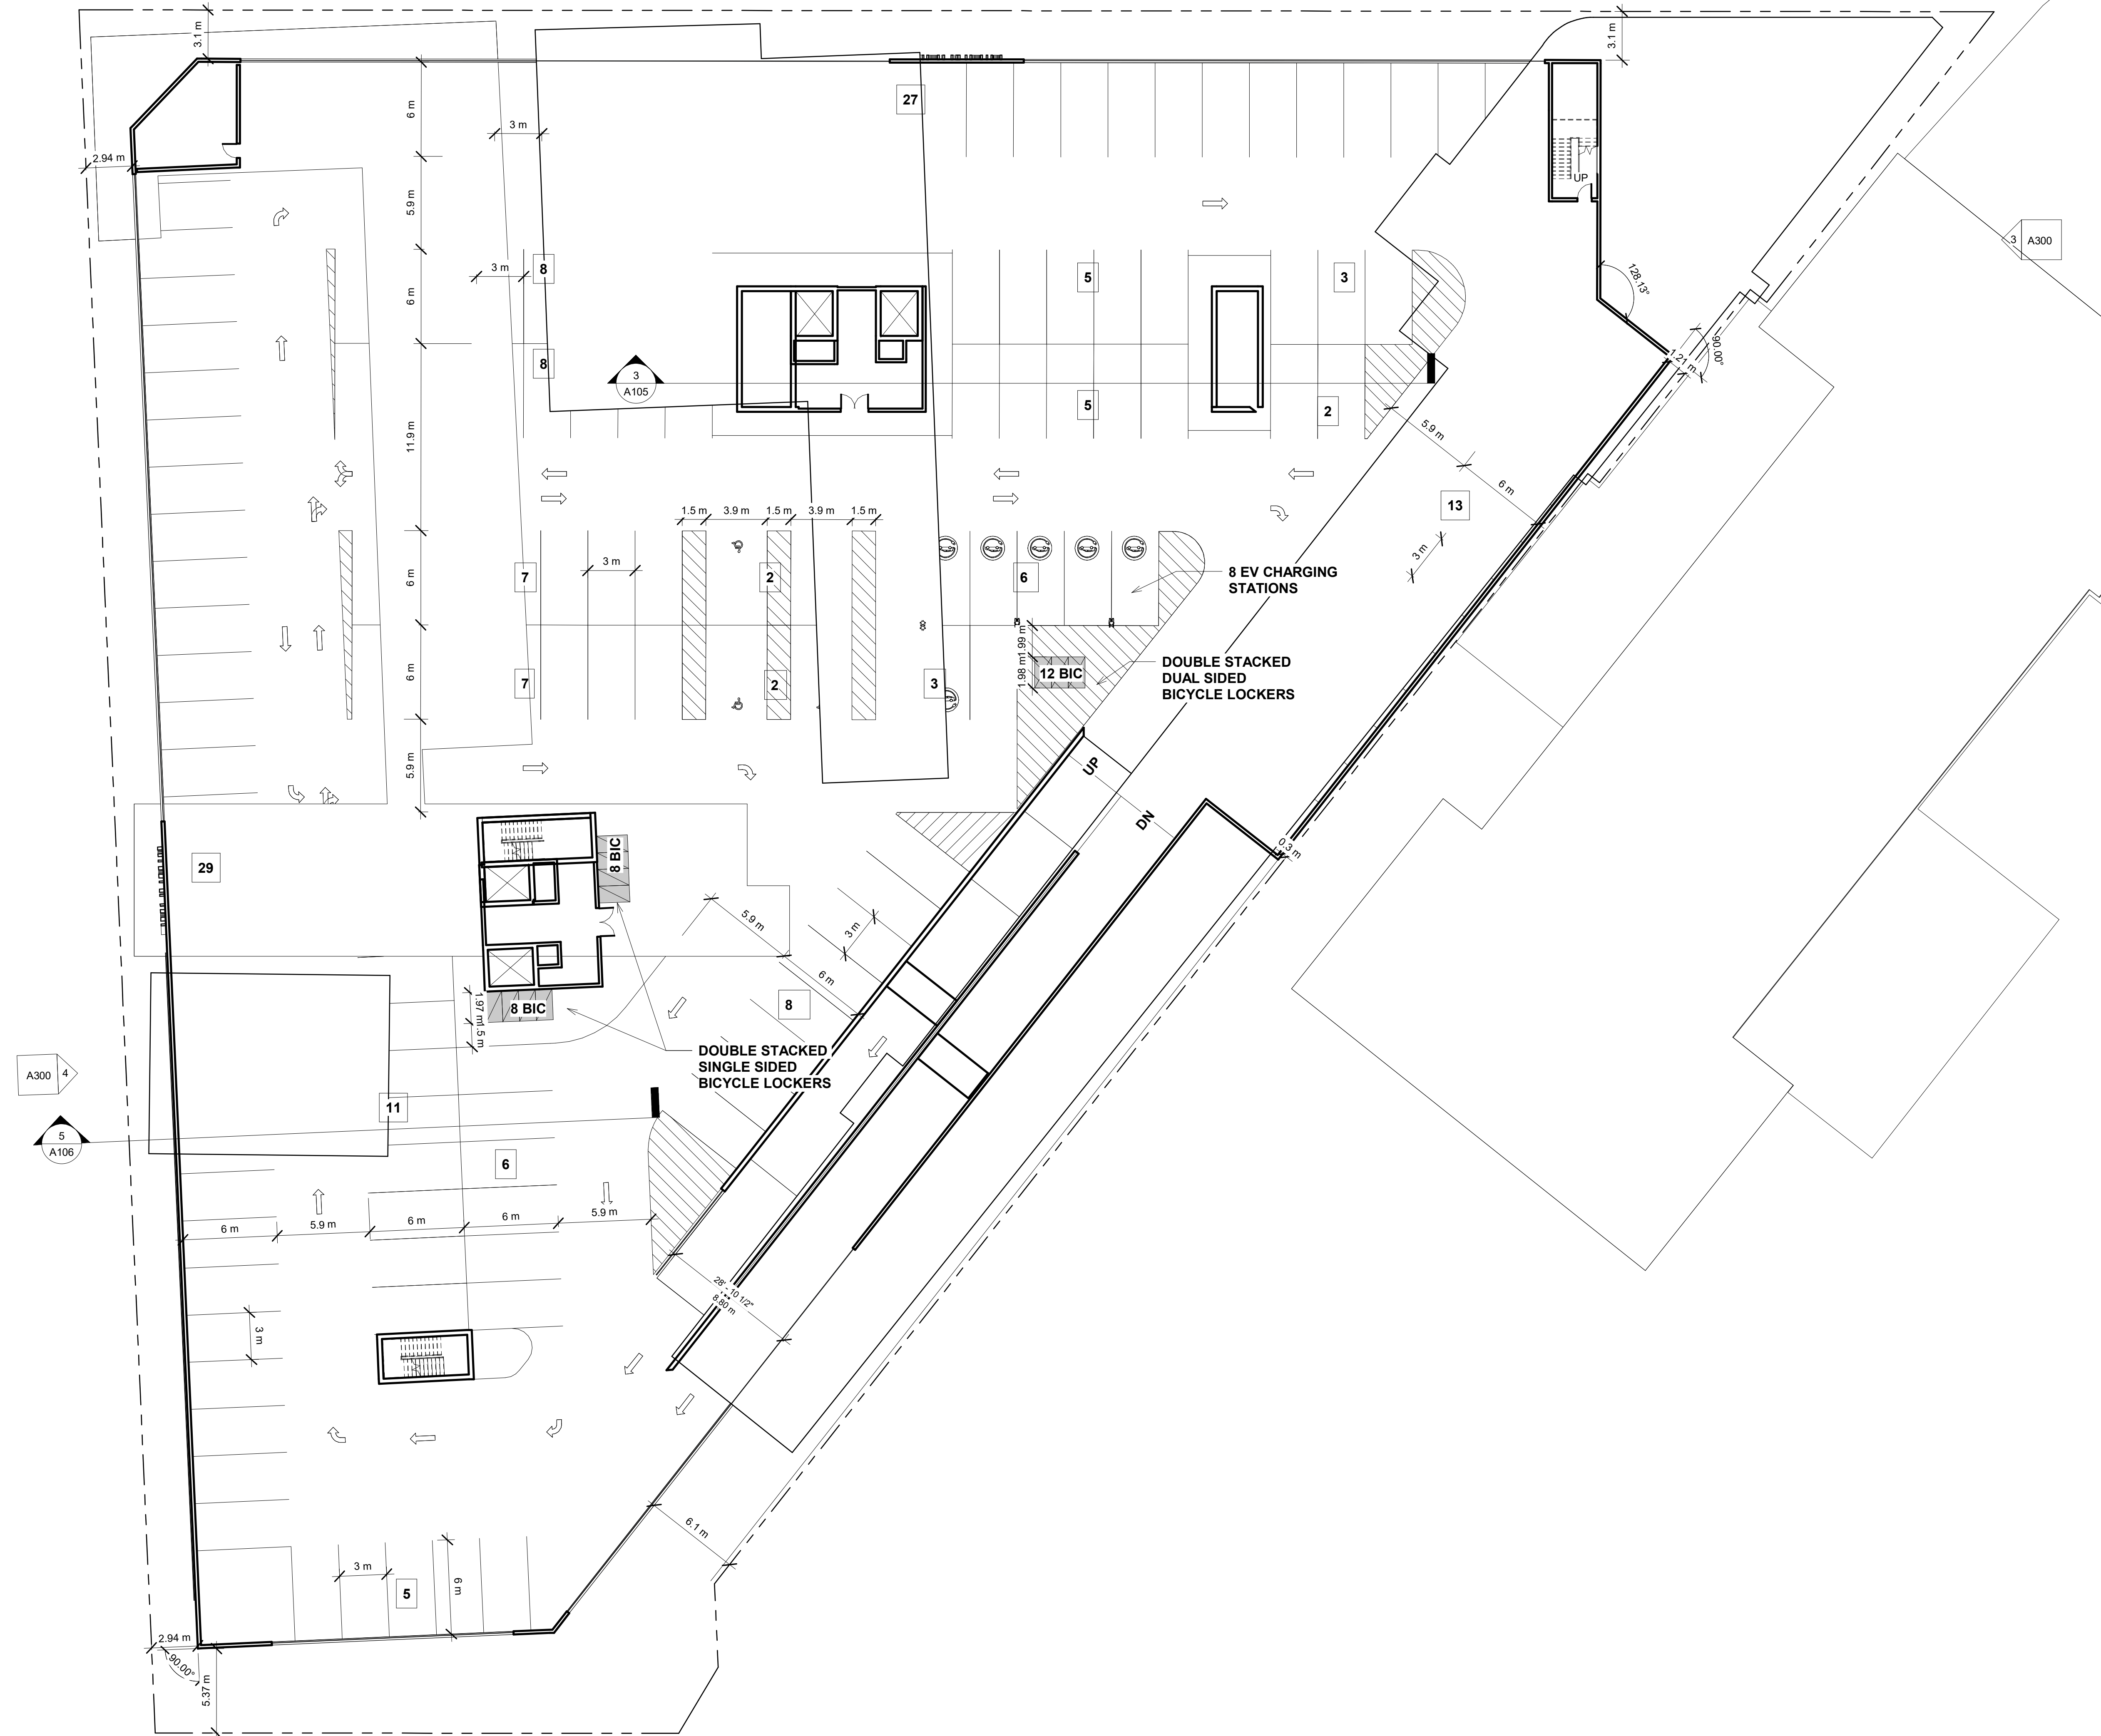 3.1 m
3.1 m
27
6 m
3 m
2.94 m
UP
5.9 m
3
A300
3 m
8
5
3
128.13°
6 m
8
3
A105
1.21 m
90.00°
5
2
5.9 m
11.9 m
6 m
13
1.5 m
3.9 m
1.5 m
3.9 m
1.5 m
3 m
3 m
7
2
6
8 EV CHARGING
STATIONS
6 m
1.99 m
DOUBLE STACKED
DUAL SIDED
BICYCLE LOCKERS
6 m
7
2
3
1.98 m
12 BIC
5.9 m
UP
DN
0.3 m
29
8 BIC
5.9 m
3 m
6 m
8
1.97 m
1.5 m
8 BIC
DOUBLE STACKED
SINGLE SIDED
BICYCLE LOCKERS
A300
4
11
5
A106
6
6 m
5.9 m
6 m
6 m
5.9 m
28' - 10 1/2"
8.80 m
3 m
6.1 m
3 m
6 m
5
2.94 m
90.00°
5.37 m